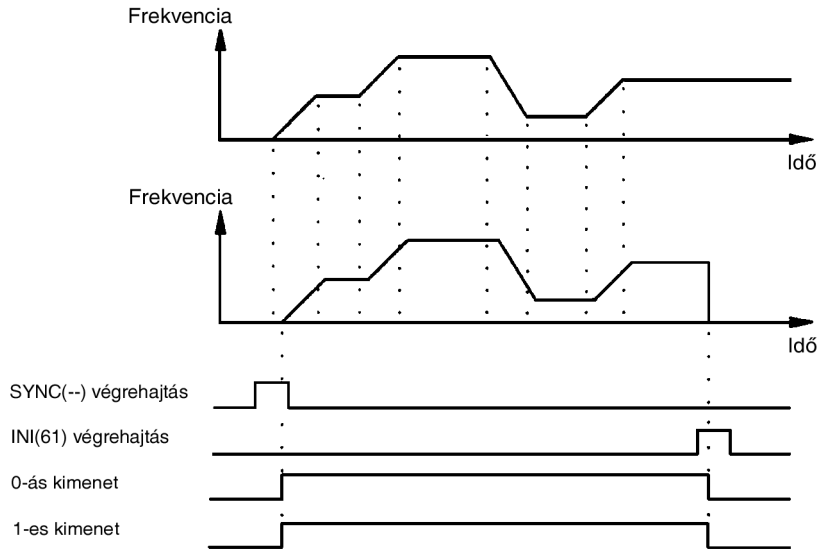 Frekvencia
Idő
Frekvencia
Idő
SYNC(--) végrehajtás
INI(61) végrehajtás
0-ás kimenet
1-es kimenet